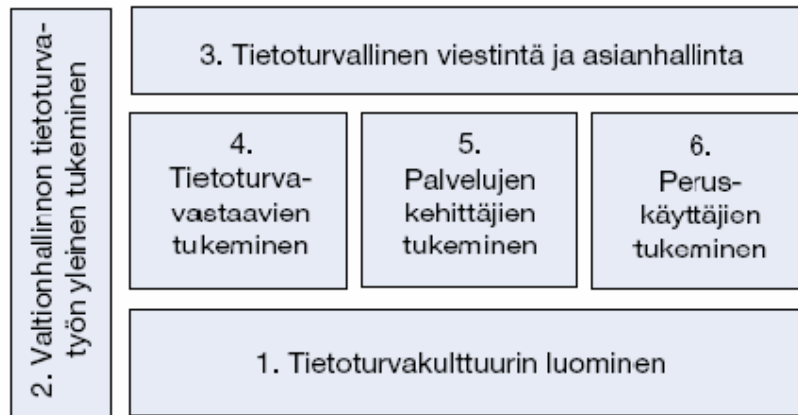 2. Valtionhallinnon tietoturva-
työn yleinen tukeminen
3. Tietoturvallinen viestintä ja asianhallinta
4.
Tietoturva-
vastaavien
tukeminen
5.
Palvelujen
kehittäjien
tukeminen
6.
Perus-
käyttäjien
tukeminen
1. Tietoturvakulttuurin luominen